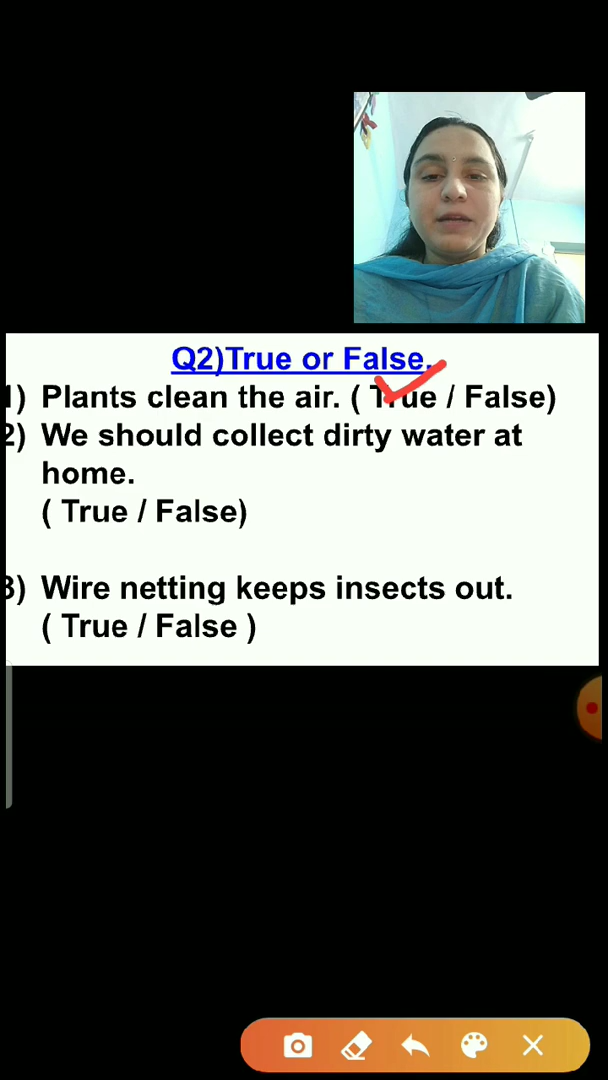 Q2)True or False.
1) Plants clean the air. ( True / False)
2) We should collect dirty water at
home.
( True / False)
3) Wire netting keeps insects out.
( True / False )